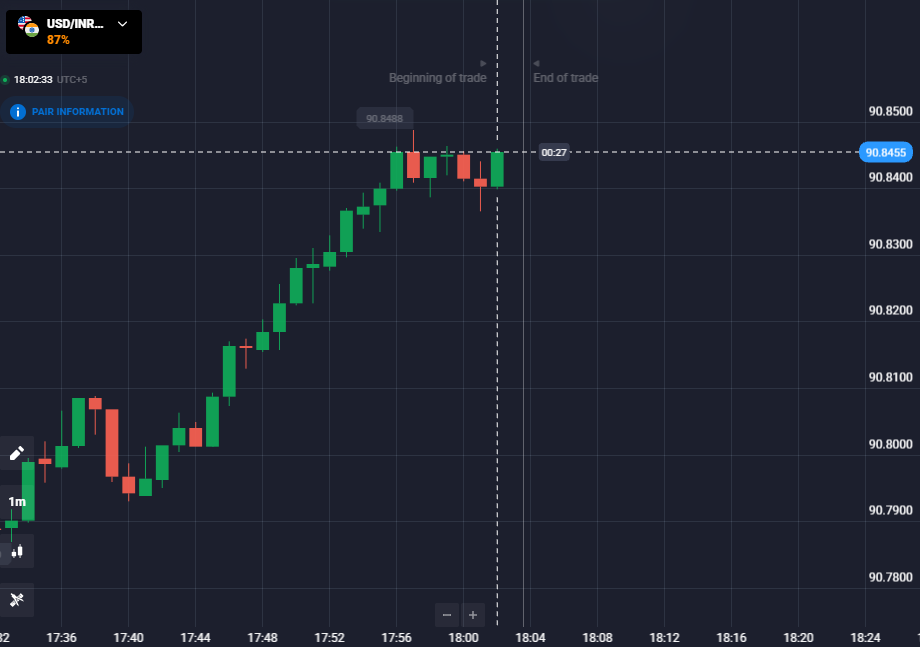 USD/INR...
87%
18:02:33 UTC+5
PAIR INFORMATION
Beginning of trade
End of trade
90.8488
00:27
90.8500
90.8455
90.8400
90.8300
90.8200
90.8100
90.8000
90.7900
90.7800
1m
− +
32 17:36 17:40 17:44 17:48 17:52 17:56 18:00 18:04 18:08 18:12 18:16 18:20 18:24